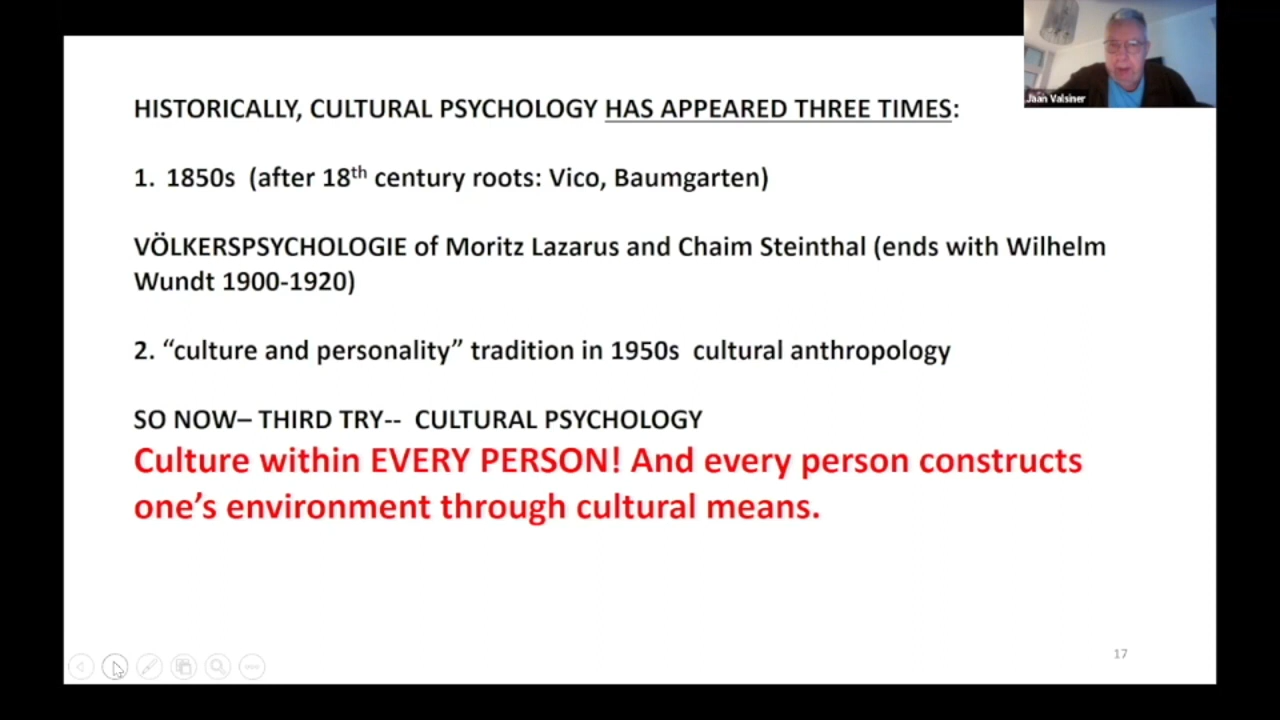 Jaan Valsiner
HISTORICALLY, CULTURAL PSYCHOLOGY HAS APPEARED THREE TIMES:
1. 1850s (after 18th century roots: Vico, Baumgarten)
VÖLKERSPSYCHOLOGIE of Moritz Lazarus and Chaim Steinthal (ends with Wilhelm
Wundt 1900-1920)
2. “culture and personality” tradition in 1950s cultural anthropology
SO NOW– THIRD TRY-- CULTURAL PSYCHOLOGY
Culture within EVERY PERSON! And every person constructs
one’s environment through cultural means.
17